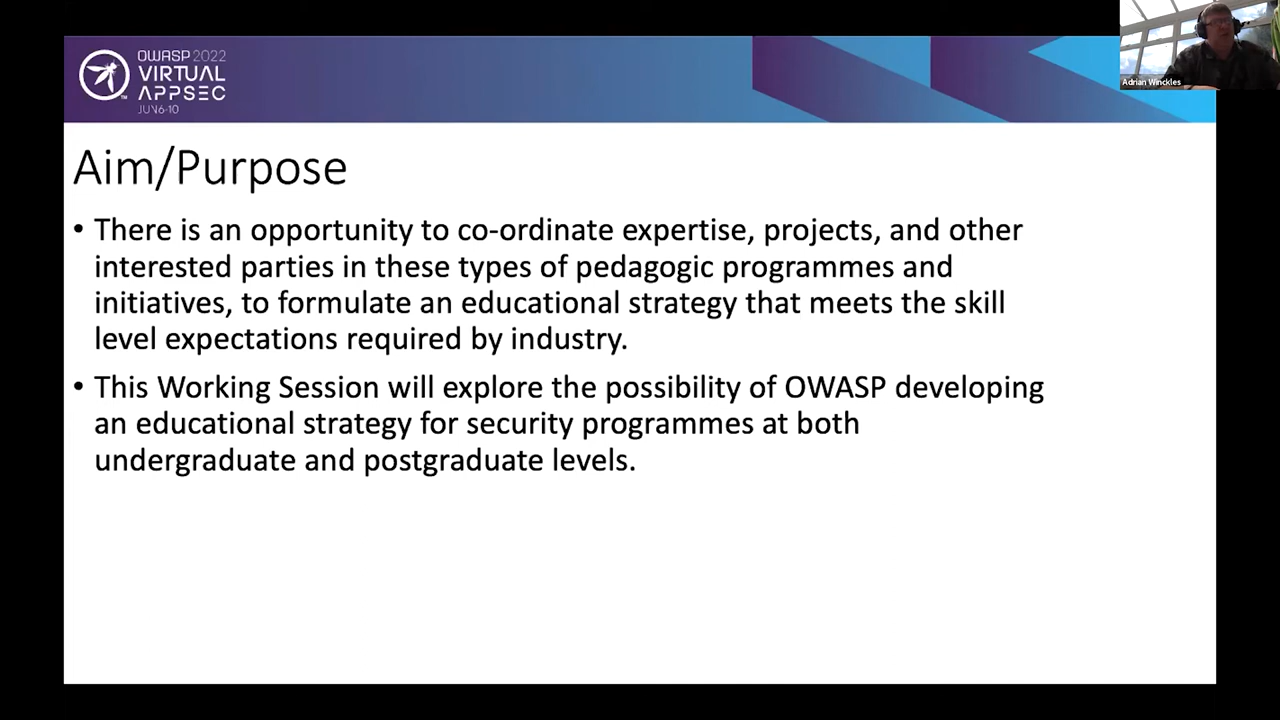 OWASP 2022
VIRTUAL
APPSEC
JUN 6-10
Adrian Winckles
Aim/Purpose
• There is an opportunity to co-ordinate expertise, projects, and other
interested parties in these types of pedagogic programmes and
initiatives, to formulate an educational strategy that meets the skill
level expectations required by industry.
• This Working Session will explore the possibility of OWASP developing
an educational strategy for security programmes at both
undergraduate and postgraduate levels.